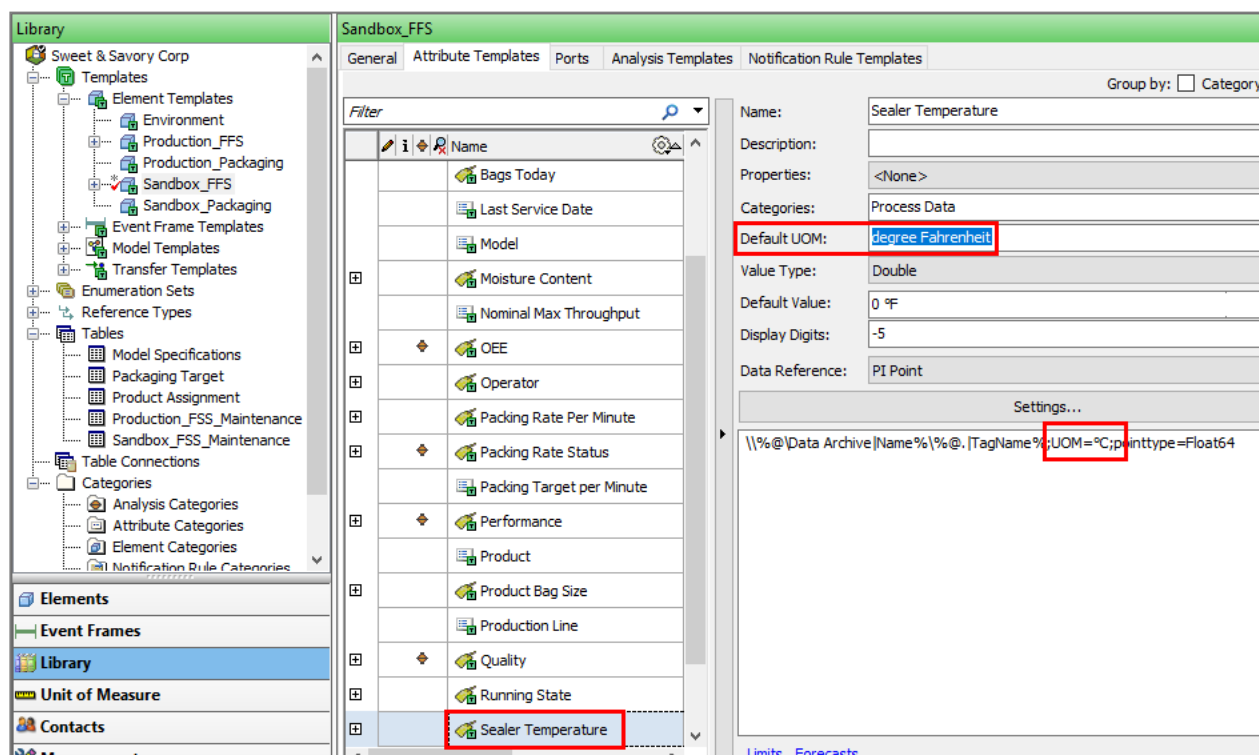 Library
Sweet & Savory Corp
Templates
Element Templates
Environment
Production_FFS
Production_Packaging
Sandbox_FFS
Sandbox_Packaging
Event Frame Templates
Model Templates
Transfer Templates
Enumeration Sets
Reference Types
Tables
Model Specifications
Packaging Target
Product Assignment
Production_FSS_Maintenance
Sandbox_FSS_Maintenance
Table Connections
Categories
Analysis Categories
Attribute Categories
Element Categories
Notification Rule Categories
Elements
Event Frames
Library
Unit of Measure
Contacts
Sandbox_FFS
General Attribute Templates Ports Analysis Templates Notification Rule Templates
Group by: Category
Filter
Name
Bags Today
Last Service Date
Model
Moisture Content
Nominal Max Throughput
OEE
Operator
Packing Rate Per Minute
Packing Rate Status
Packing Target per Minute
Performance
Product
Product Bag Size
Production Line
Quality
Running State
Sealer Temperature
Name: Sealer Temperature
Description:
Properties: <None>
Categories: Process Data
Default UOM: degree Fahrenheit
Value Type: Double
Default Value: 0 °F
Display Digits: -5
Data Reference: PI Point
Settings...
\\%@\Data Archive|Name%\%@.|TagName%;UOM=°C;pointtype=Float64
Limits Forecasts